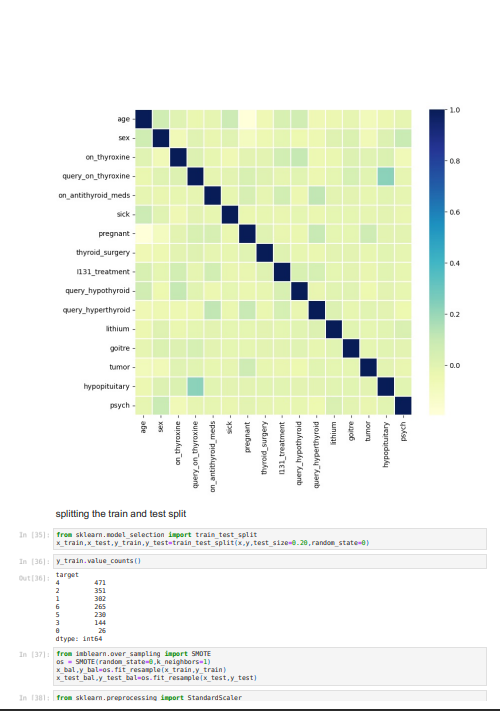 age
sex
on_thyroxine
query_on_thyroxine
on_antithyroid_meds
sick
pregnant
thyroid_surgery
I131_treatment
query_hypothyroid
query_hyperthyroid
lithium
goitre
tumor
hypopituitary
psych
1.0
0.8
0.6
0.4
0.2
0.0
age
sex
on_thyroxine
query_on_thyroxine
on_antithyroid_meds
sick
pregnant
thyroid_surgery
I131_treatment
query_hypothyroid
query_hyperthyroid
lithium
goitre
tumor
hypopituitary
psych
splitting the train and test split
In [35]: from sklearn.model_selection import train_test_split
x_train,x_test,y_train,y_test=train_test_split(x,y,test_size=0.20,random_state=0)
In [36]: y_train.value_counts()
Out[36]: target
4 471
2 351
1 302
6 265
5 230
3 144
0 26
dtype: int64
In [37]: from imblearn.over_sampling import SMOTE
os = SMOTE(random_state=0,k_neighbors=1)
x_bal,y_bal=os.fit_resample(x_train,y_train)
x_test_bal,y_test_bal=os.fit_resample(x_test,y_test)
In [38]: from sklearn.preprocessing import StandardScaler